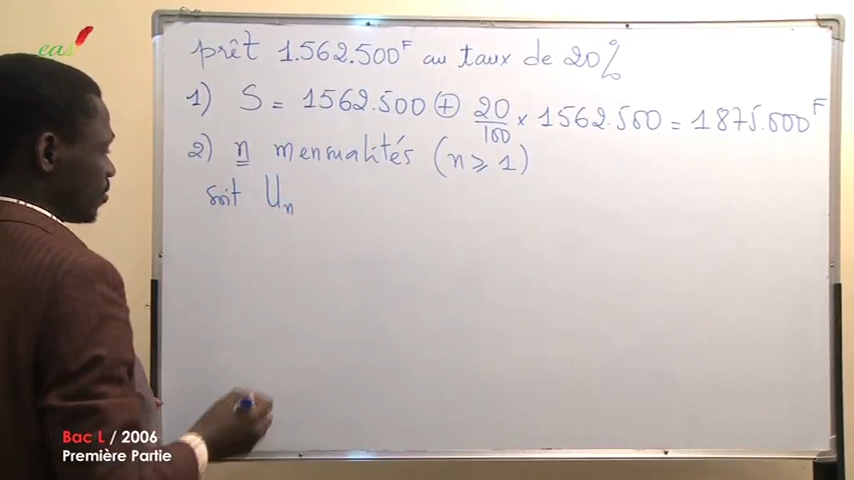 eas
prêt 1.562.500F au taux de 20%
1) S = 1562.500 + 20/100 × 1562.500 = 1875.000F
2) n mensualités (n ⩾ 1)
soit Un
Bac L / 2006
Première Partie